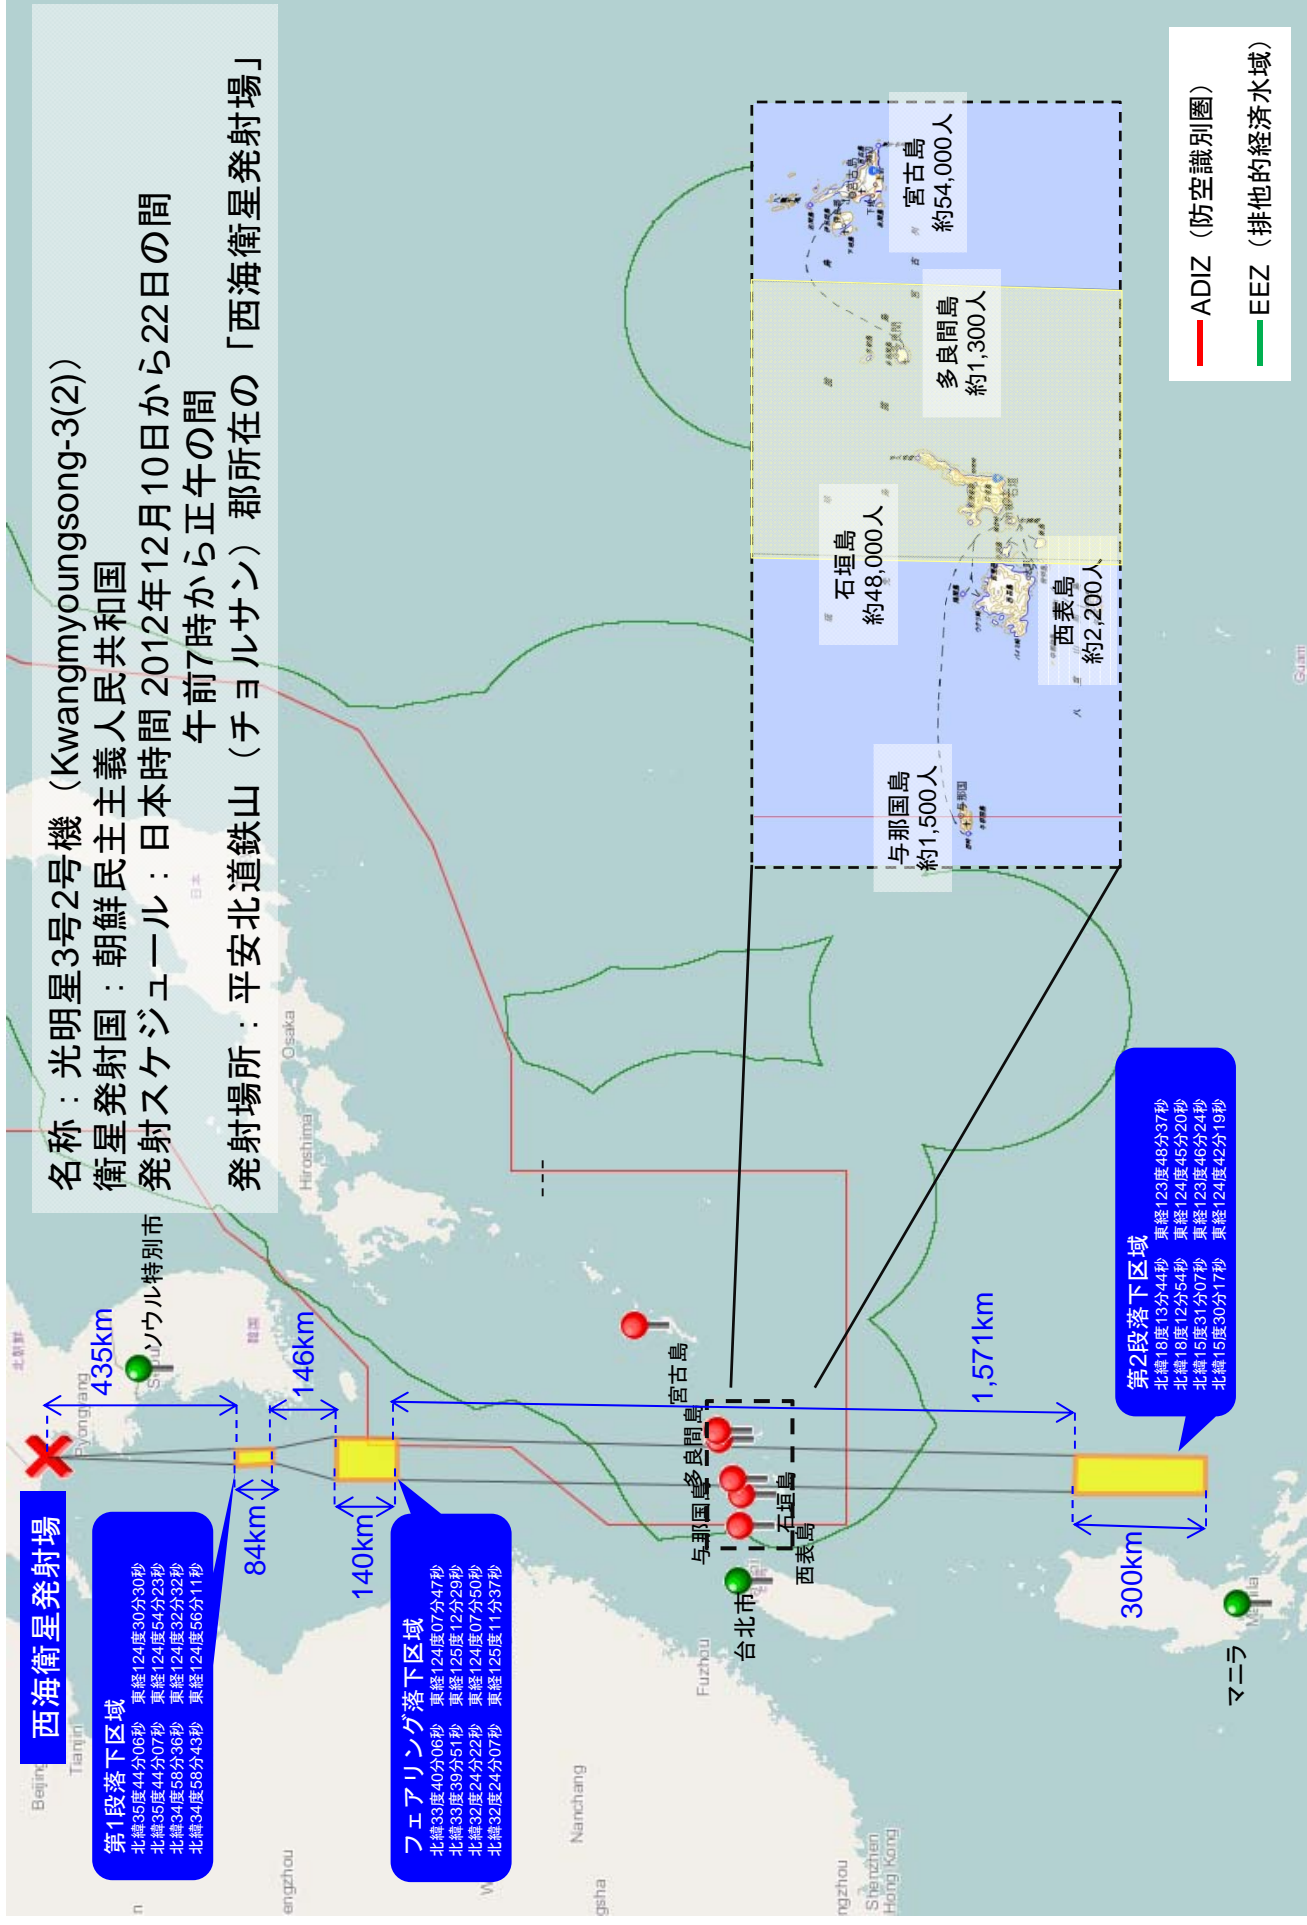 名称：光明星3号2号機（Kwangmyoungsong-3(2)）
衛星発射国：朝鮮民主主義人民共和国
発射スケジュール：日本時間 2012年12月10日から22日の間
午前7時から正午の間
発射場所：平安北道鉄山（チョルサン）郡所在の「西海衛星発射場」
西海衛星発射場
第1段落下区域
北緯35度44分06秒 東経124度30分30秒
北緯35度44分07秒 東経124度54分23秒
北緯34度58分36秒 東経124度32分32秒
北緯34度58分43秒 東経124度56分11秒
フェアリング落下区域
北緯33度40分06秒 東経124度07分47秒
北緯33度39分51秒 東経125度12分29秒
北緯32度24分22秒 東経124度07分50秒
北緯32度24分07秒 東経125度11分37秒
第2段落下区域
北緯18度13分44秒 東経123度48分37秒
北緯18度12分54秒 東経124度45分20秒
北緯15度31分07秒 東経123度46分24秒
北緯15度30分17秒 東経124度42分19秒
435km
84km
146km
140km
1,571km
300km
ソウル特別市
台北市
マニラ
与那国島
多良間島
宮古島
石垣島
西表島
与那国島
約1,500人
石垣島
約48,000人
西表島
約2,200人
多良間島
約1,300人
宮古島
約54,000人
ADIZ（防空識別圏）
EEZ（排他的経済水域）
北朝鮮
Pyongyang
韓国
日本
Hiroshima
Osaka
Beijing
Tianjin
engzhou
Nanchang
gsha
Fuzhou
ngzhou
Shenzhen
Hong Kong
Guam